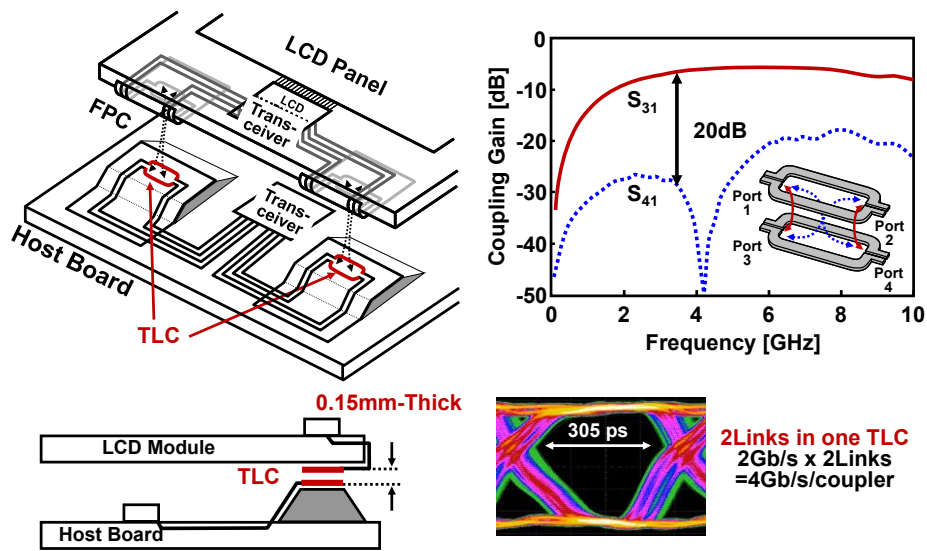 LCD Panel
LCD
Trans-
ceiver
FPC
Trans-
ceiver
Host Board
TLC
0
-10
-20
-30
-40
-50
Coupling Gain [dB]
S31
20dB
S41
Port
1
Port
2
Port
3
Port
4
0
2
4
6
8
10
Frequency [GHz]
0.15mm-Thick
LCD Module
TLC
Host Board
305 ps
2Links in one TLC
2Gb/s x 2Links
=4Gb/s/coupler